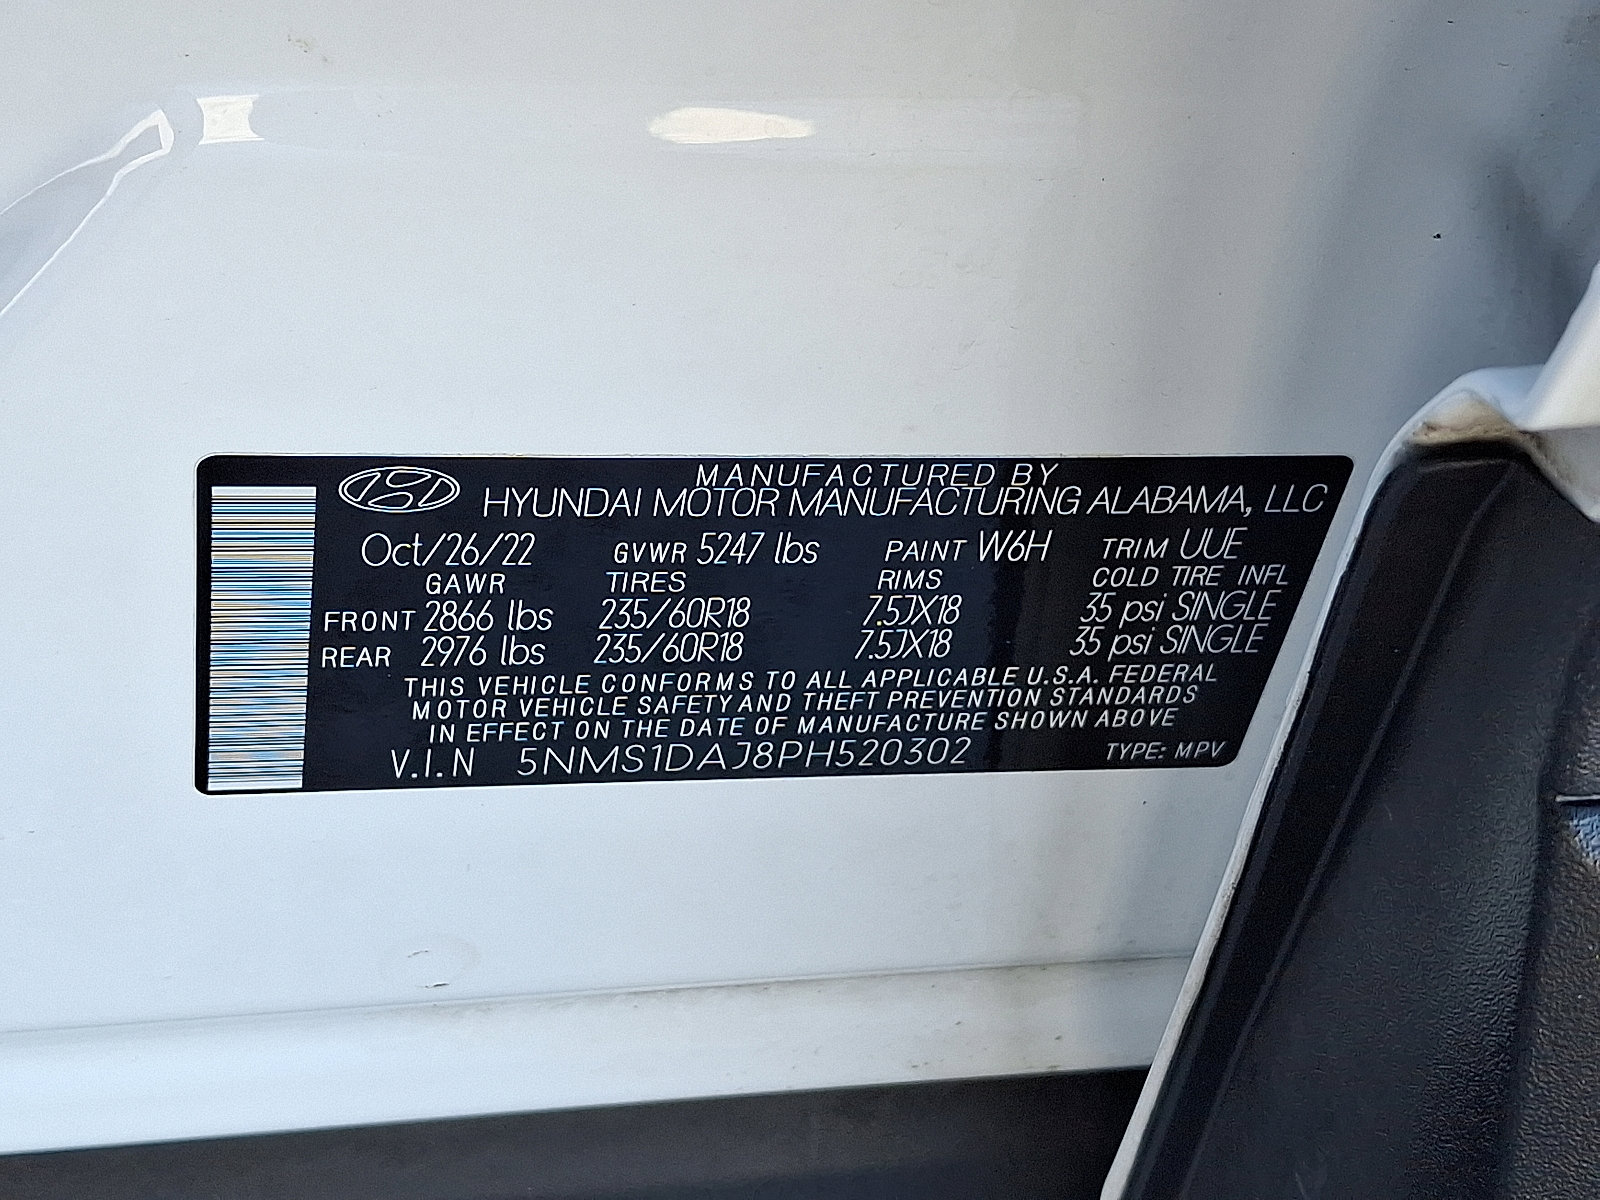 MANUFACTURED BY
HYUNDAI MOTOR MANUFACTURING ALABAMA, LLC
Oct/26/22 GVWR 5247 lbs PAINT W6H TRIM UUE
GAWR TIRES RIMS COLD TIRE INFL
FRONT 2866 lbs 235/60R18 7.5JX18 35 psi SINGLE
REAR 2976 lbs 235/60R18 7.5JX18 35 psi SINGLE
THIS VEHICLE CONFORMS TO ALL APPLICABLE U.S.A. FEDERAL
MOTOR VEHICLE SAFETY AND THEFT PREVENTION STANDARDS
IN EFFECT ON THE DATE OF MANUFACTURE SHOWN ABOVE
V.I.N 5NMS1DAJ8PH520302 TYPE: MPV